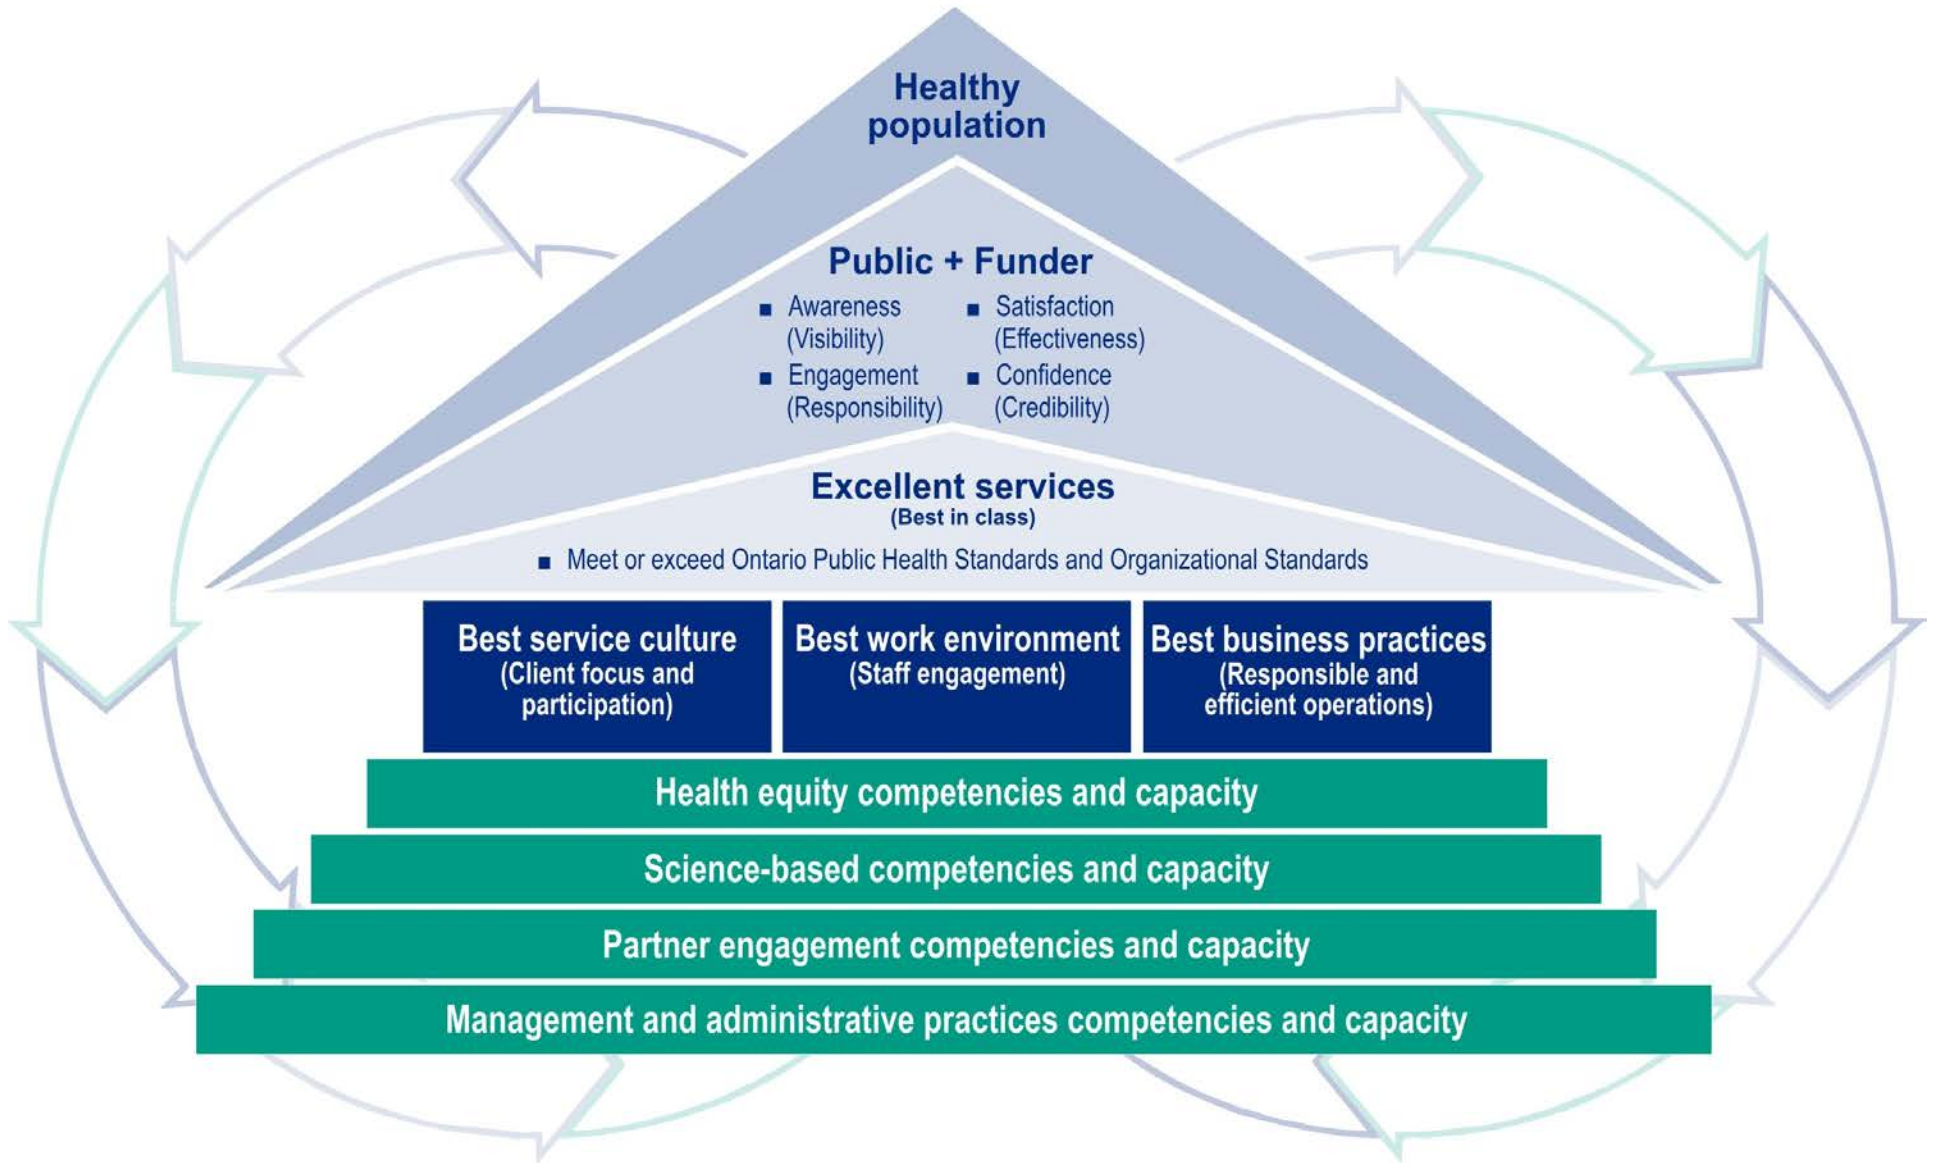 Healthy
population
Public + Funder
■ Awareness
(Visibility)
■ Engagement
(Responsibility)
■ Satisfaction
(Effectiveness)
■ Confidence
(Credibility)
Excellent services
(Best in class)
■ Meet or exceed Ontario Public Health Standards and Organizational Standards
Best service culture
(Client focus and
participation)
Best work environment
(Staff engagement)
Best business practices
(Responsible and
efficient operations)
Health equity competencies and capacity
Science-based competencies and capacity
Partner engagement competencies and capacity
Management and administrative practices competencies and capacity